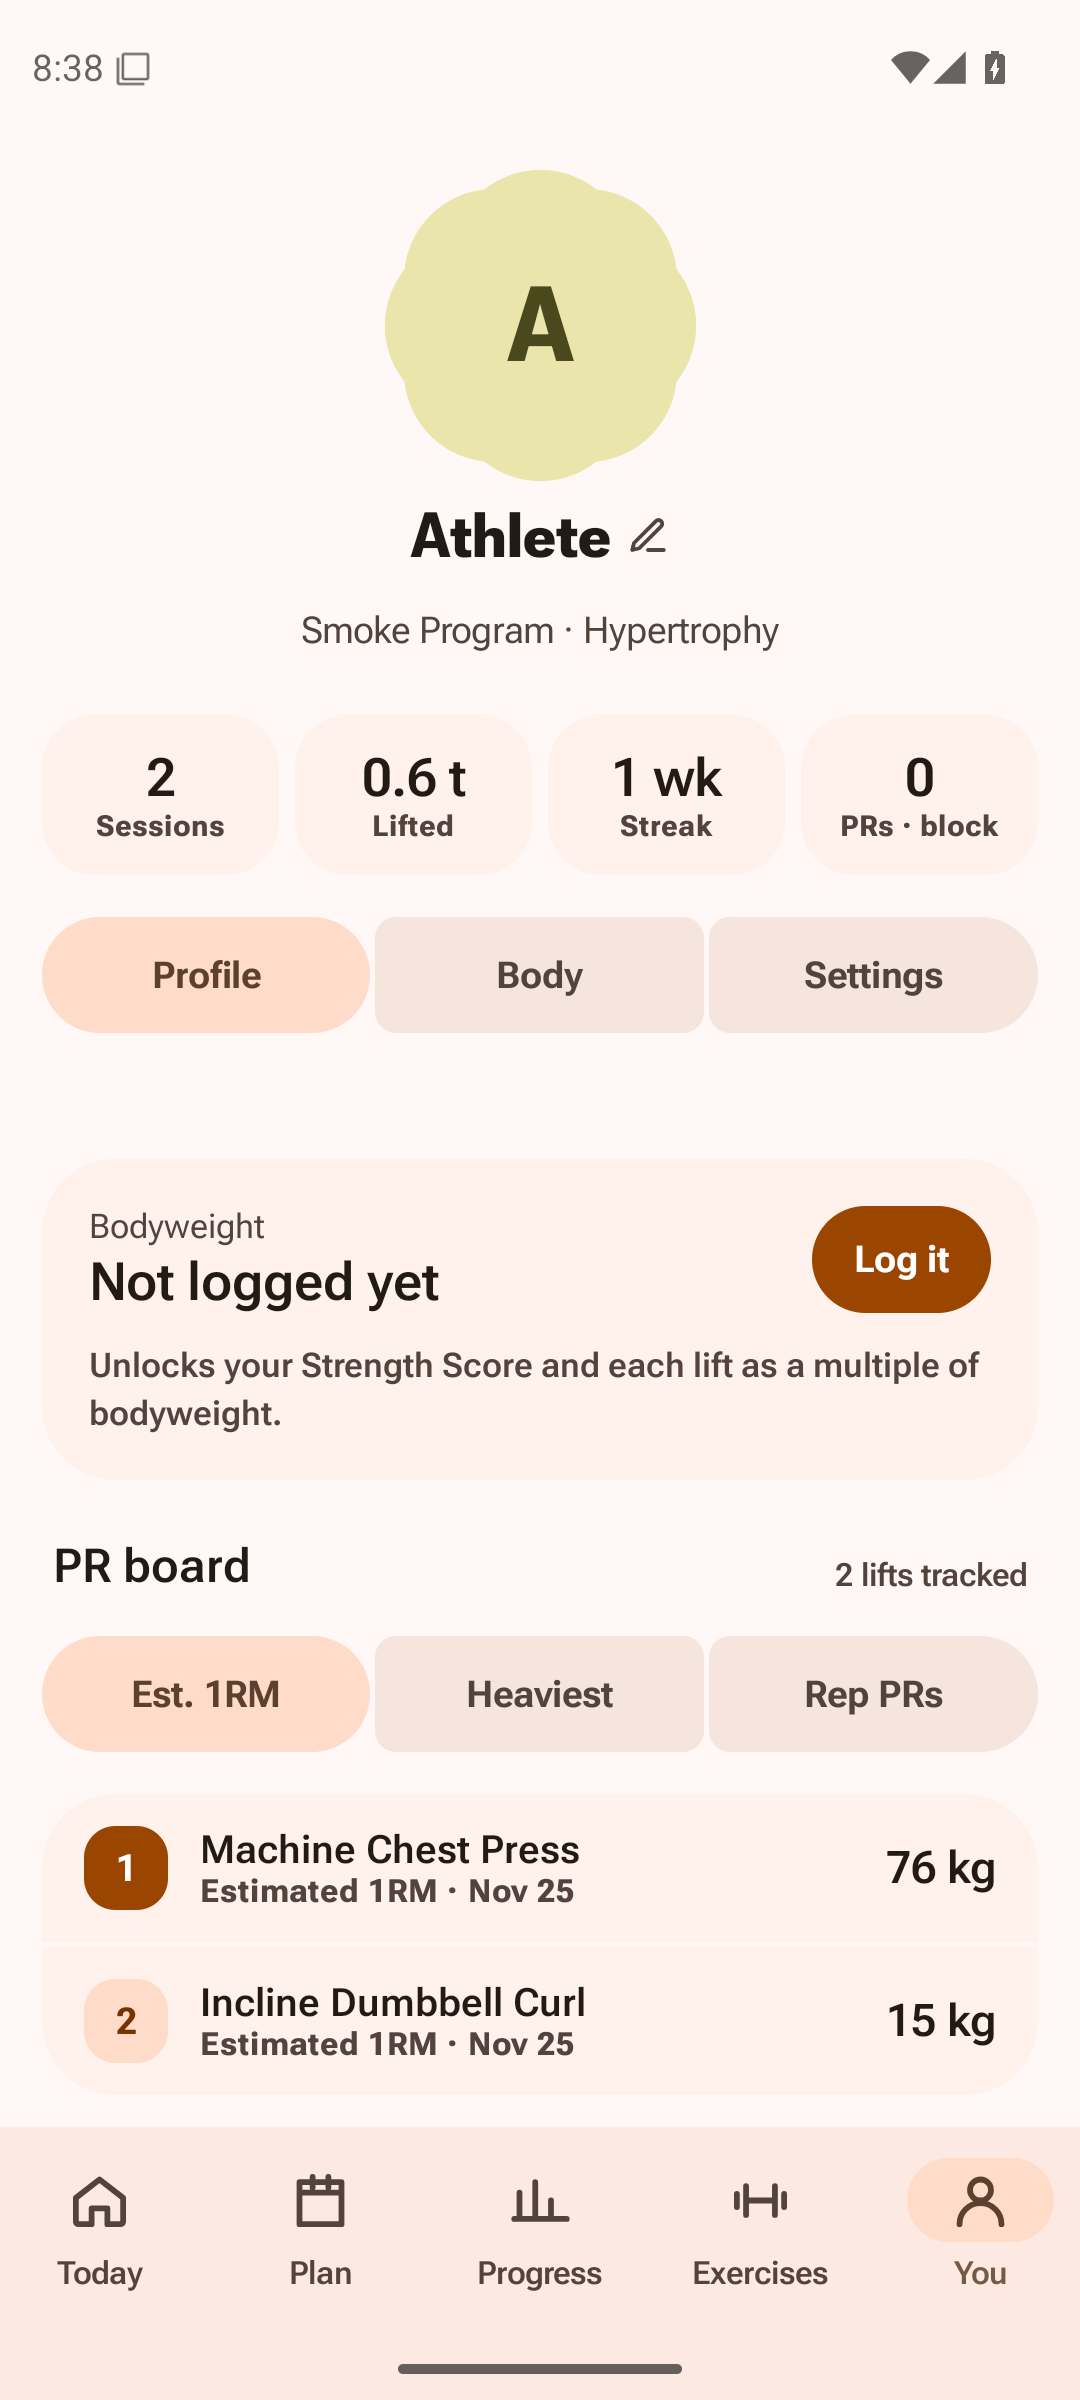 8:38
A
Athlete
Smoke Program · Hypertrophy
2
Sessions
0.6 t
Lifted
1 wk
Streak
0
PRs · block
Profile
Body
Settings
Bodyweight
Not logged yet
Log it
Unlocks your Strength Score and each lift as a multiple of
bodyweight.
PR board
2 lifts tracked
Est. 1RM
Heaviest
Rep PRs
1
Machine Chest Press
Estimated 1RM · Nov 25
76 kg
2
Incline Dumbbell Curl
Estimated 1RM · Nov 25
15 kg
Today
Plan
Progress
Exercises
You